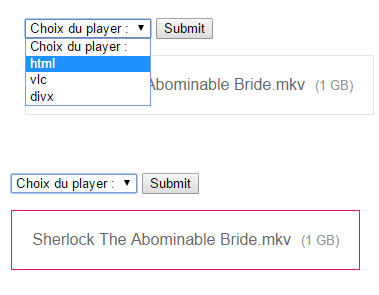 Choix du player : Submit
Choix du player :
html
Abominable Bride.mkv (1 GB)
vlc
divx
Choix du player : Submit
Sherlock The Abominable Bride.mkv (1 GB)